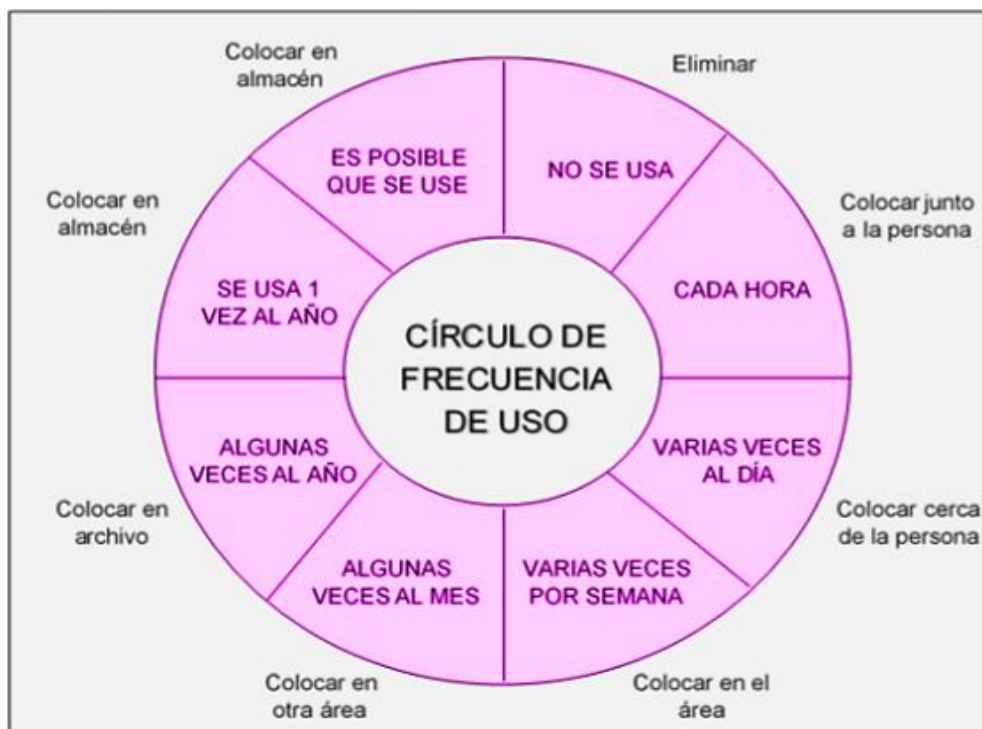 Colocar en
almacén
Eliminar
ES POSIBLE
QUE SE USE
NO SE USA
Colocar en
almacén
Colocar junto
a la persona
SE USA 1
VEZ AL AÑO
CADA HORA
CÍRCULO DE
FRECUENCIA
DE USO
ALGUNAS
VECES AL AÑO
VARIAS VECES
AL DÍA
Colocar en
archivo
Colocar cerca
de la persona
ALGUNAS
VECES AL MES
VARIAS VECES
POR SEMANA
Colocar en
otra área
Colocar en el
área